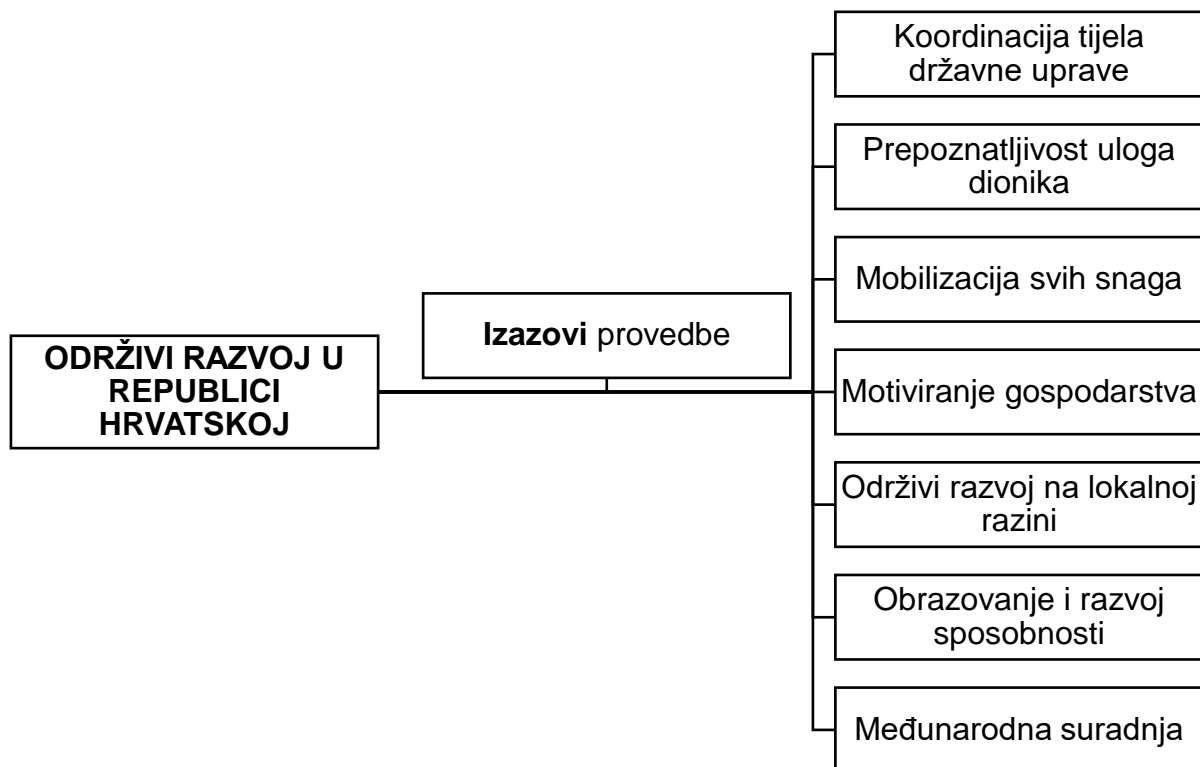 ODRŽIVI RAZVOJ U
REPUBLICI
HRVATSKOJ
Izazovi provedbe
Koordinacija tijela
državne uprave
Prepoznatljivost uloga
dionika
Mobilizacija svih snaga
Motiviranje gospodarstva
Održivi razvoj na lokalnoj
razini
Obrazovanje i razvoj
sposobnosti
Međunarodna suradnja